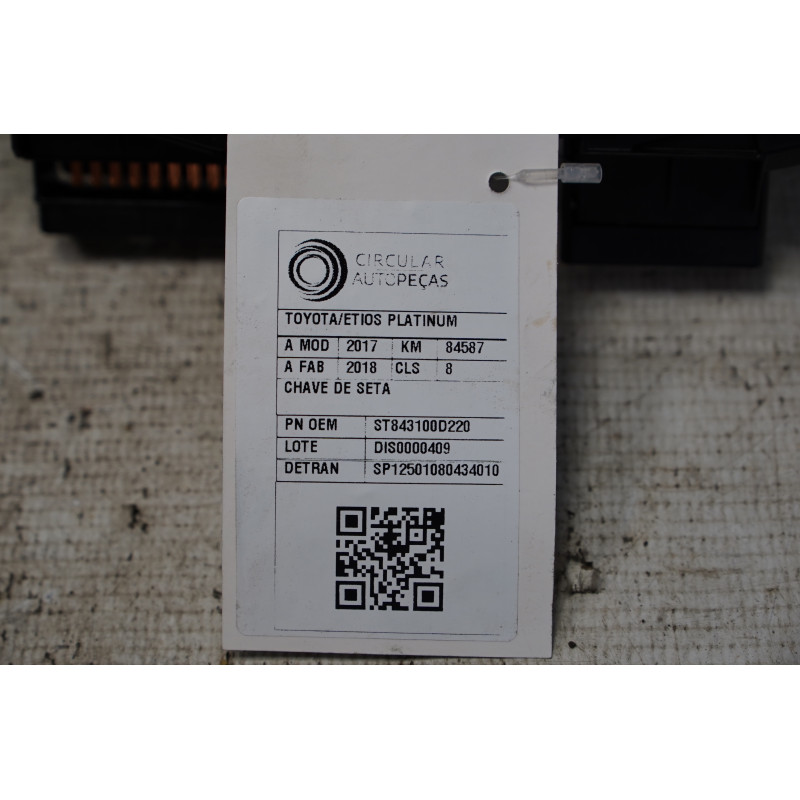 CIRCULAR
AUTOPEÇAS
TOYOTA/ETIOS PLATINUM
A MOD 2017 KM 84587
A FAB 2018 CLS 8
CHAVE DE SETA
PN OEM ST843100D220
LOTE DIS0000409
DETRAN SP12501080434010